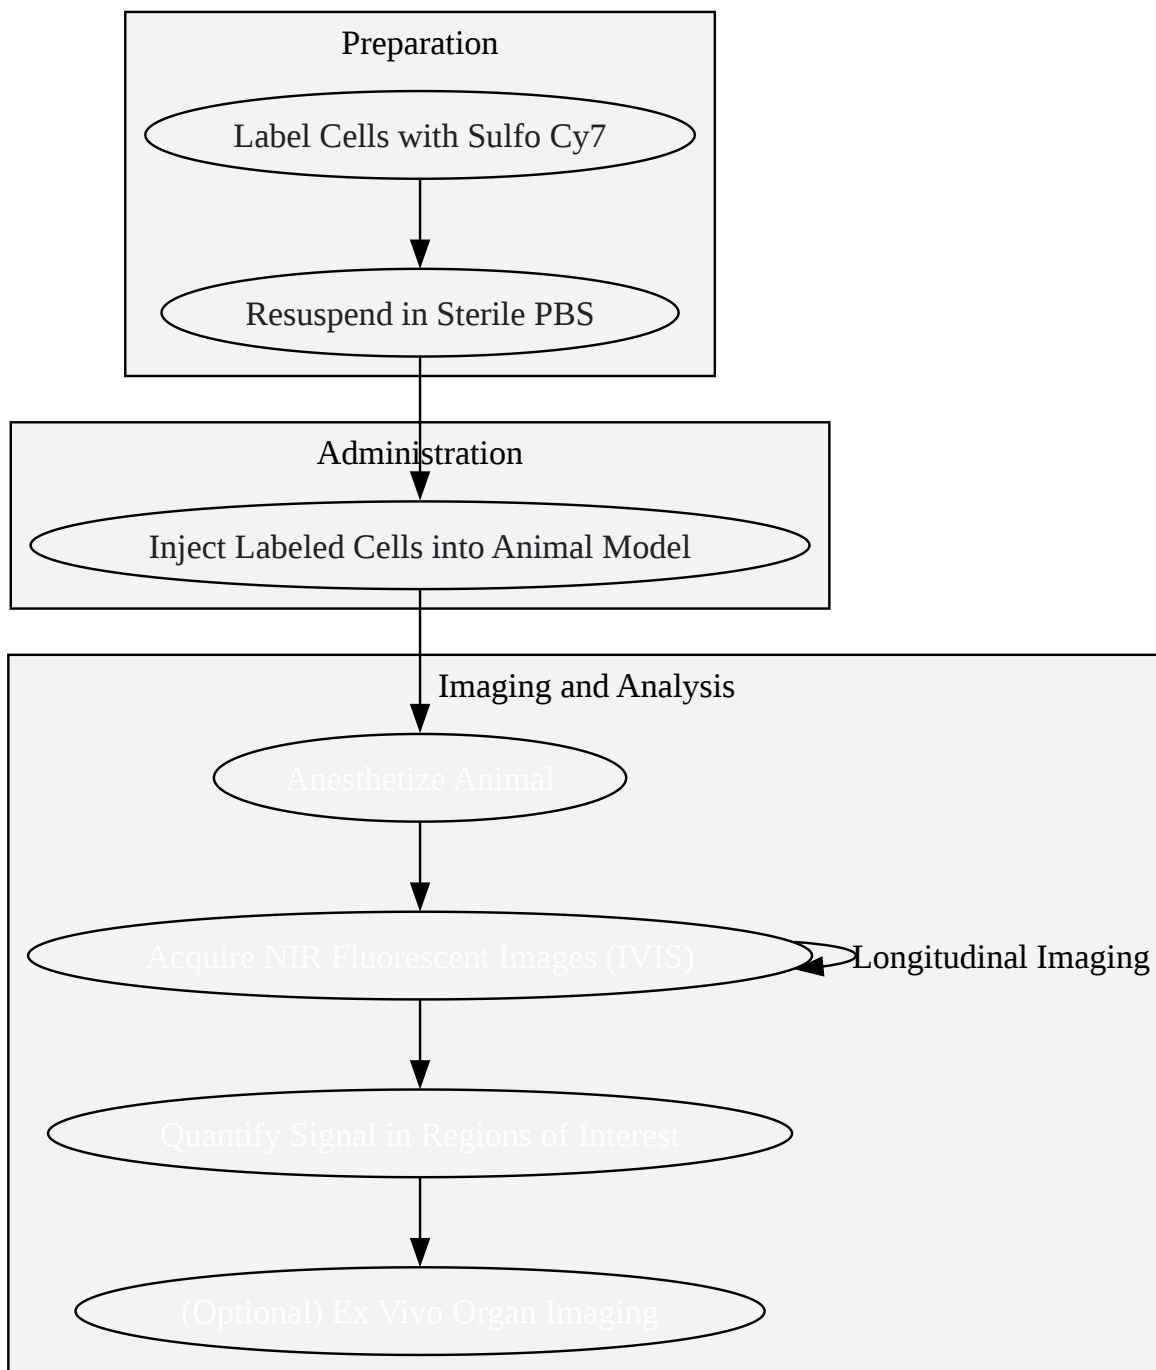 Preparation
Label Cells with Sulfo Cy7
Resuspend in Sterile PBS
Administration
Inject Labeled Cells into Animal Model
Imaging and Analysis
Anesthetize Animal
Acquire NIR Fluorescent Images (IVIS)
Longitudinal Imaging
Quantify Signal in Regions of Interest
(Optional) Ex Vivo Organ Imaging